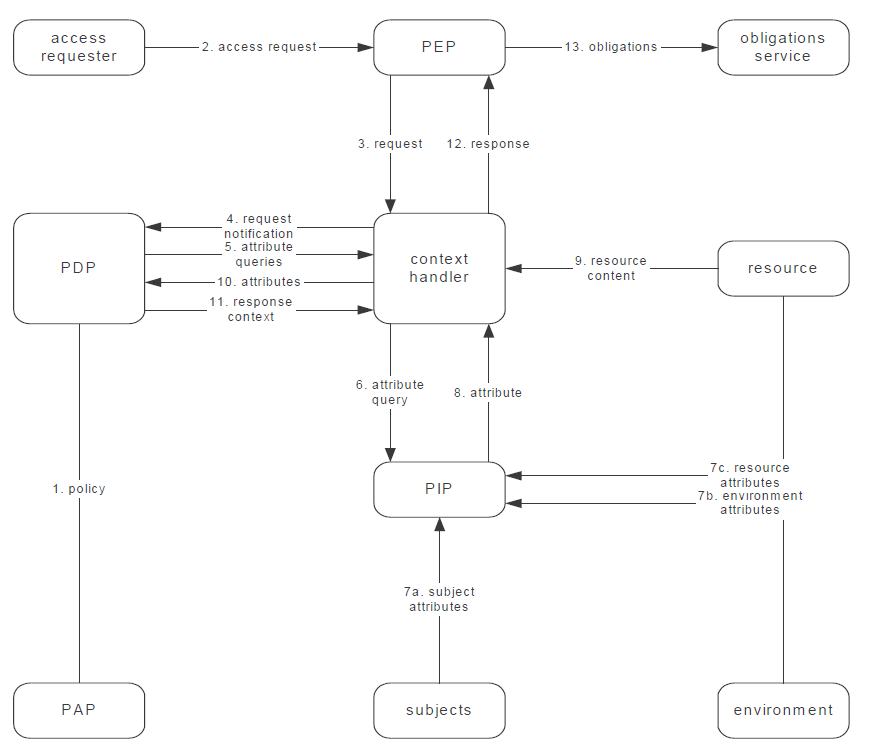 access
requester
2. access request
PEP
13. obligations
obligations
service
3. request
12. response
PDP
4. request
notification
5. attribute
queries
10. attributes
11. response
context
context
handler
9. resource
content
resource
6. attribute
query
8. attribute
1. policy
PIP
7c. resource
attributes
7b. environment
attributes
7a. subject
attributes
PAP
subjects
environment